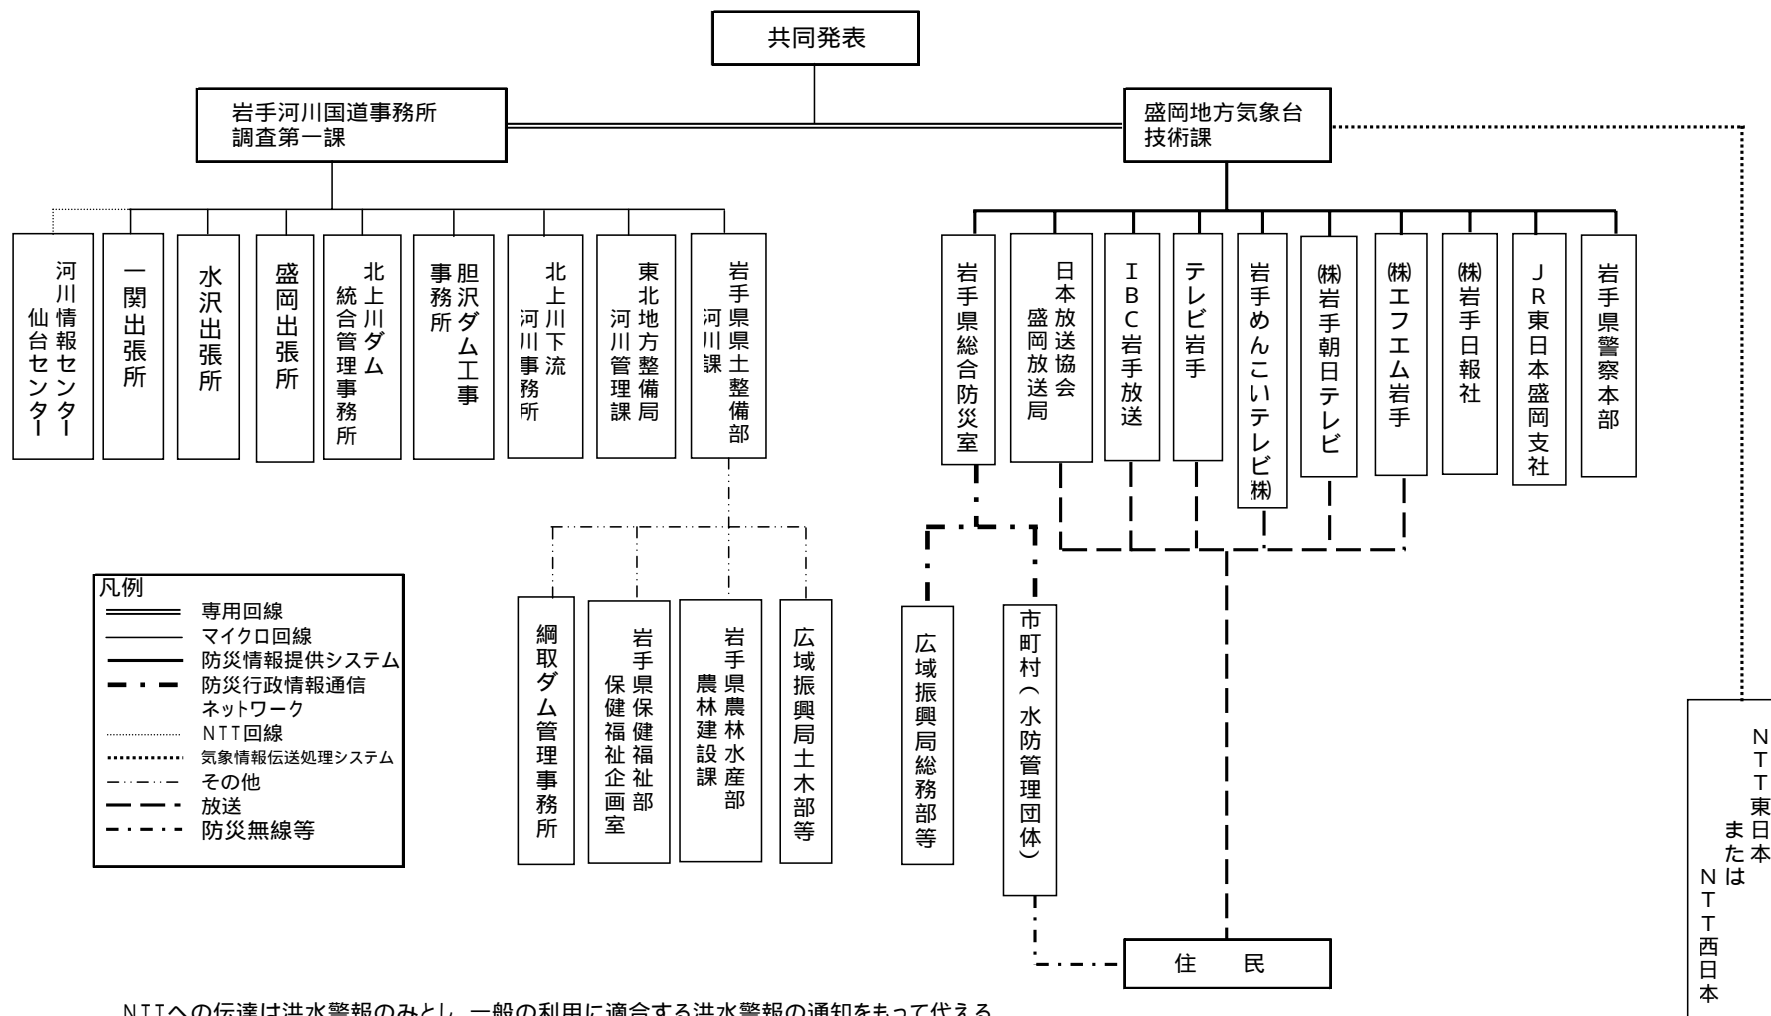 共同発表
岩手河川国道事務所
調査第一課
盛岡地方気象台
技術課
河川情報センター
仙台センター
一関出張所
水沢出張所
盛岡出張所
北上川ダム
統合管理事務所
胆沢ダム工事
事務所
北上川下流
河川事務所
東北地方整備局
河川管理課
岩手県県土整備部
河川課
岩手県総合防災室
日本放送協会
盛岡放送局
IBC岩手放送
テレビ岩手
岩手めんこいテレビ㈱
㈱岩手朝日テレビ
㈱エフエム岩手
㈱岩手日報社
JR東日本盛岡支社
岩手県警察本部
凡例
専用回線
マイクロ回線
防災情報提供システム
防災行政情報通信
ネットワーク
NTT回線
気象情報伝送処理システム
その他
放送
防災無線等
綱取ダム管理事務所
岩手県保健福祉部
保健福祉企画室
岩手県農林水産部
農林建設課
広域振興局土木部等
広域振興局総務部等
市町村(水防管理団体)
NTT東日本
または
NTT西日本
住　民
NTTへの伝達は洪水警報のみとし、一般の利用に適合する洪水警報の通知をもって代える